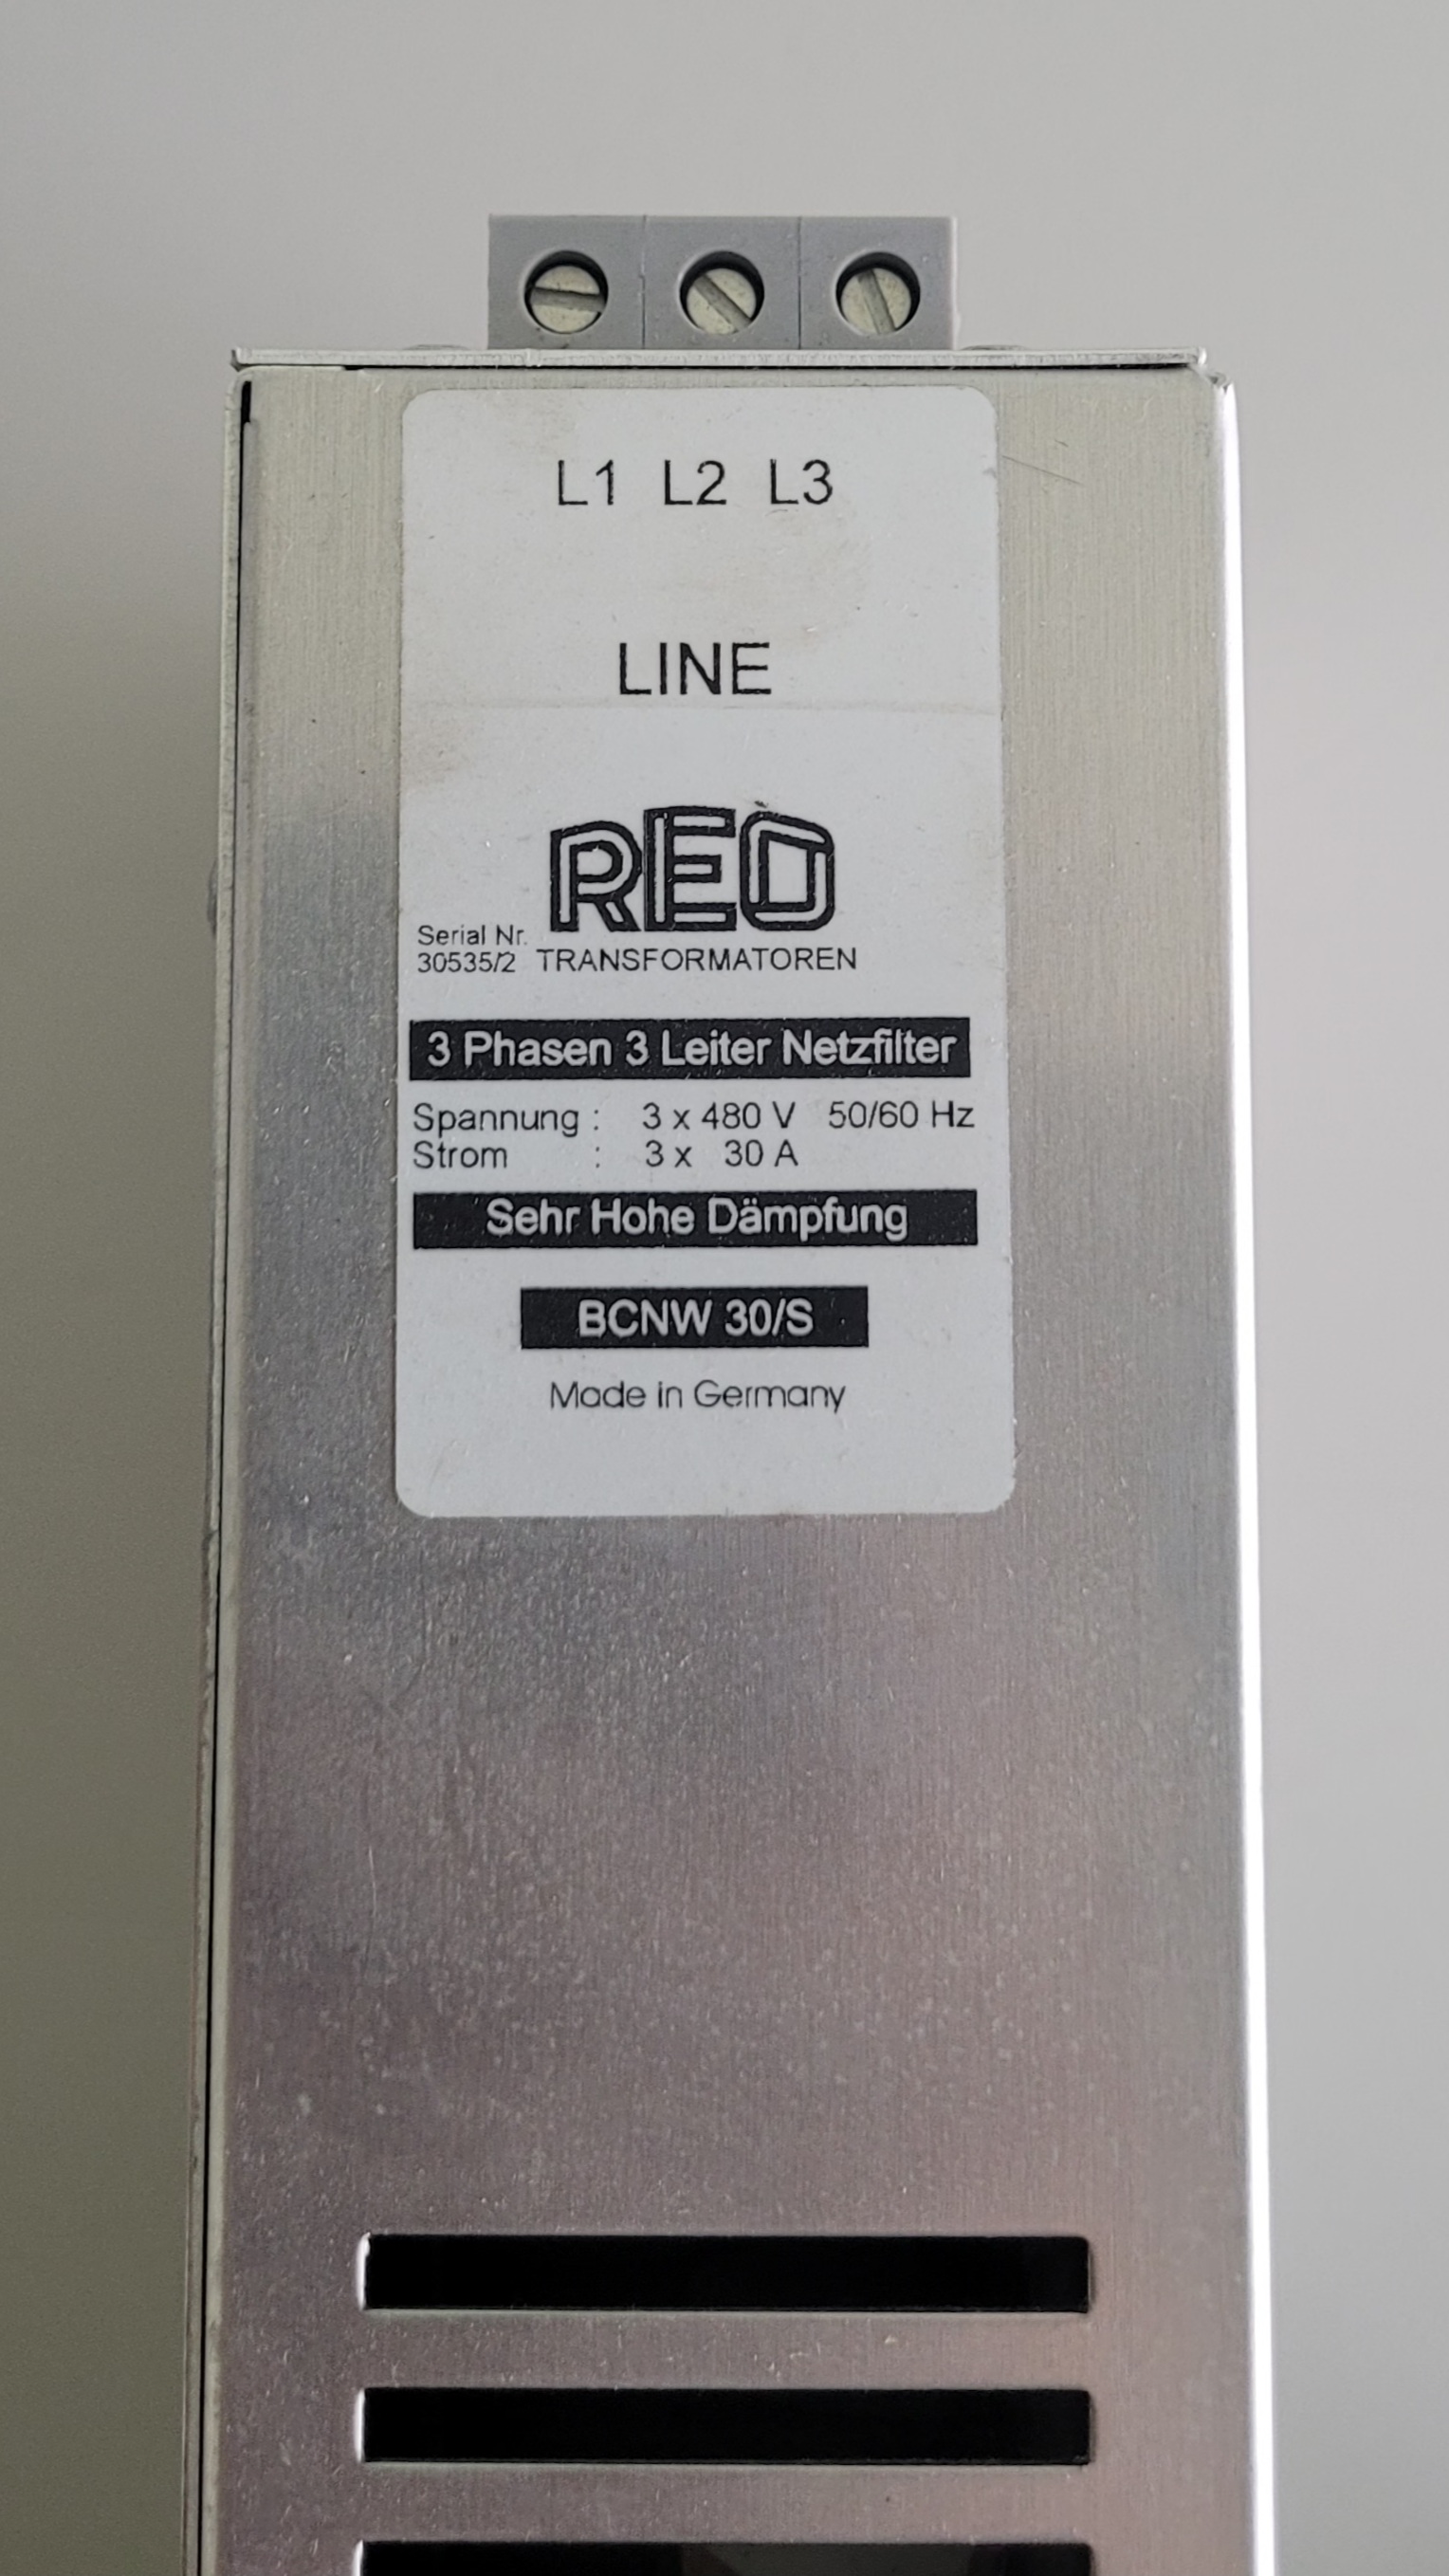 L1 L2 L3
LINE
REO
Serial Nr.
30535/2 TRANSFORMATOREN
3 Phasen 3 Leiter Netzfilter
Spannung : 3 x 480 V 50/60 Hz
Strom : 3 x 30 A
Sehr Hohe Dämpfung
BCNW 30/S
Made in Germany